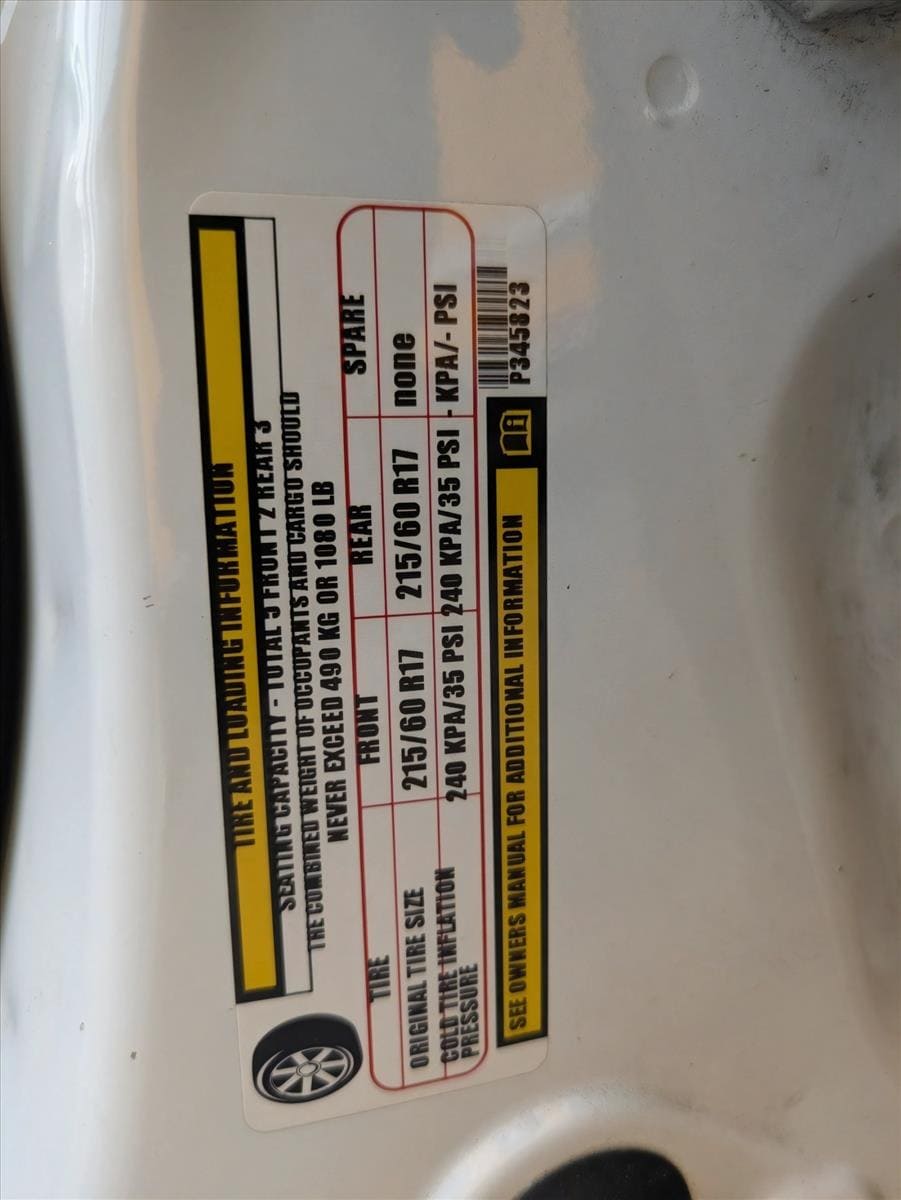 TIRE AND LOADING INFORMATION
SEATING CAPACITY - TOTAL 5 FRONT 2 REAR 3
THE COMBINED WEIGHT OF OCCUPANTS AND CARGO SHOULD
NEVER EXCEED 490 KG OR 1080 LB
TIRE FRONT REAR SPARE
ORIGINAL TIRE SIZE 215/60 R17 215/60 R17 none
COLD TIRE INFLATION
PRESSURE 240 KPA/35 PSI 240 KPA/35 PSI - KPA/- PSI
SEE OWNERS MANUAL FOR ADDITIONAL INFORMATION
P345823